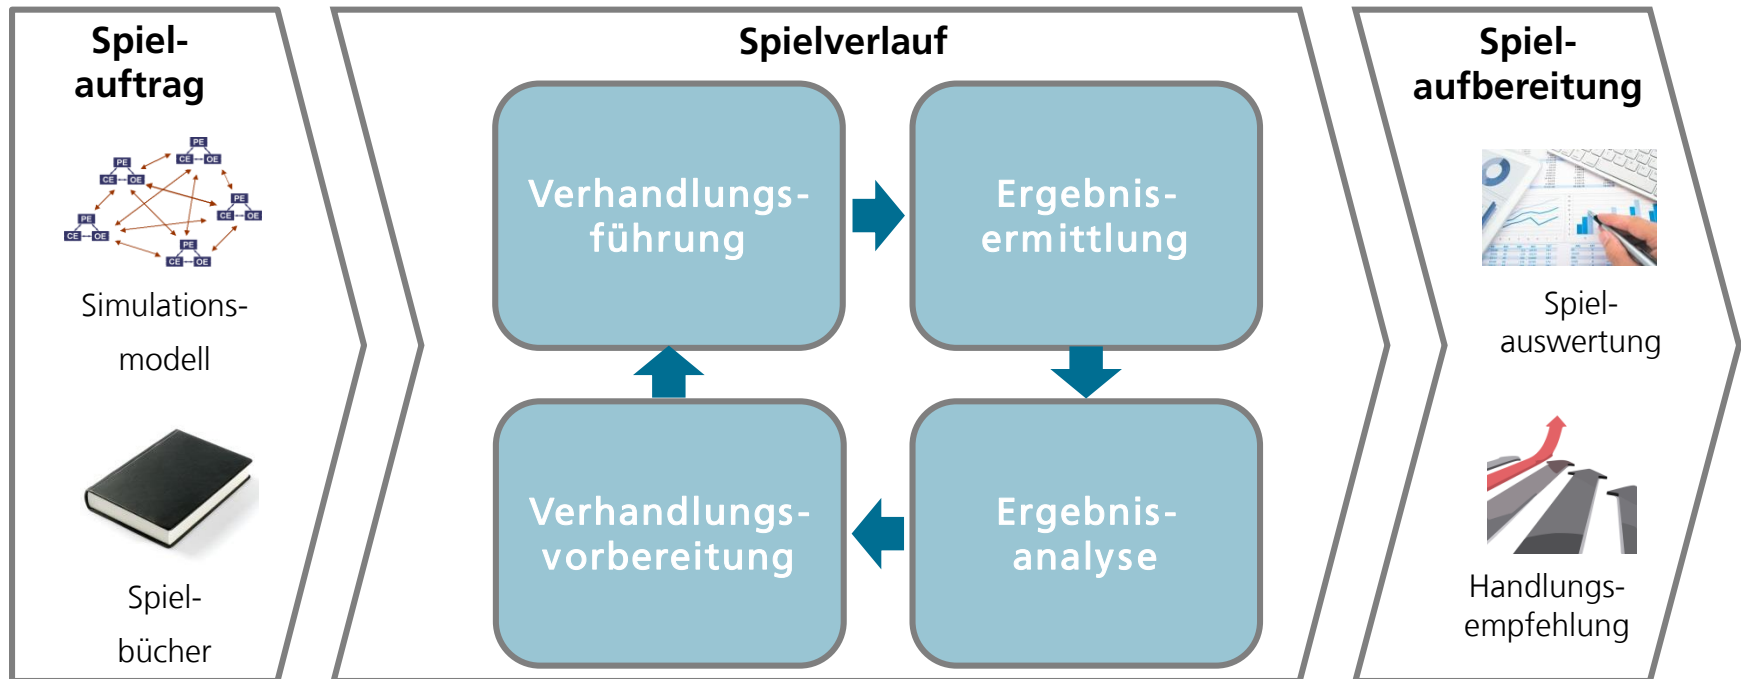 Spiel-
auftrag
PE
CE
OE
PE
CE
OE
PE
CE
OE
PE
CE
OE
PE
CE
OE
Simulations-
modell
Spiel-
bücher
Spielverlauf
Verhandlungs-
führung
Ergebnis-
ermittlung
Verhandlungs-
vorbereitung
Ergebnis-
analyse
Spiel-
aufbereitung
Spiel-
auswertung
Handlungs-
empfehlung